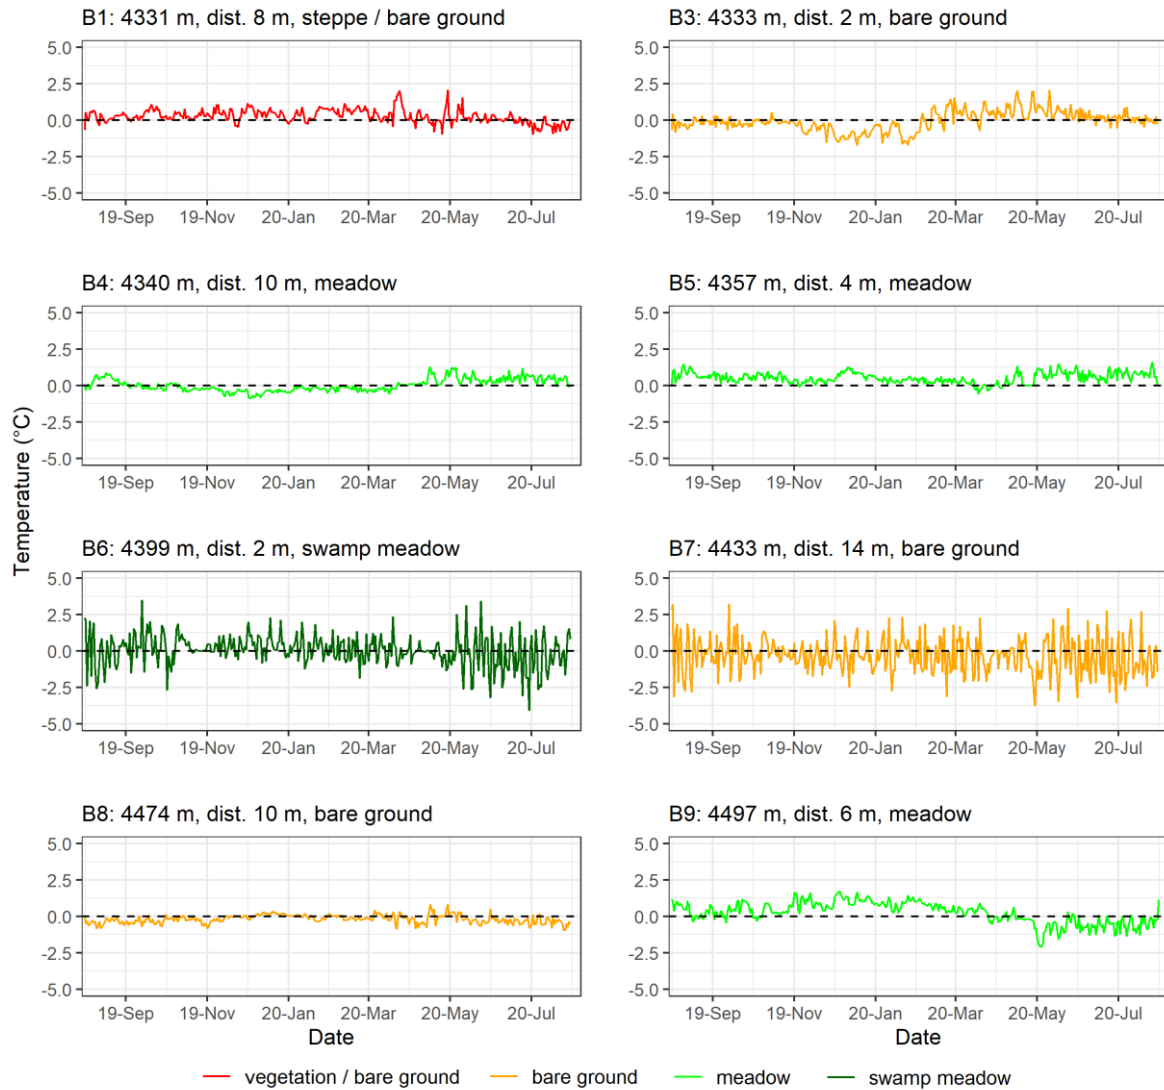 B1: 4331 m, dist. 8 m, steppe / bare ground
B3: 4333 m, dist. 2 m, bare ground
5.0
2.5
0.0
-2.5
-5.0
19-Sep 19-Nov 20-Jan 20-Mar 20-May 20-Jul
5.0
2.5
0.0
-2.5
-5.0
19-Sep 19-Nov 20-Jan 20-Mar 20-May 20-Jul
B4: 4340 m, dist. 10 m, meadow
B5: 4357 m, dist. 4 m, meadow
5.0
2.5
0.0
-2.5
-5.0
19-Sep 19-Nov 20-Jan 20-Mar 20-May 20-Jul
5.0
2.5
0.0
-2.5
-5.0
19-Sep 19-Nov 20-Jan 20-Mar 20-May 20-Jul
Temperature (°C)
B6: 4399 m, dist. 2 m, swamp meadow
B7: 4433 m, dist. 14 m, bare ground
5.0
2.5
0.0
-2.5
-5.0
19-Sep 19-Nov 20-Jan 20-Mar 20-May 20-Jul
5.0
2.5
0.0
-2.5
-5.0
19-Sep 19-Nov 20-Jan 20-Mar 20-May 20-Jul
B8: 4474 m, dist. 10 m, bare ground
B9: 4497 m, dist. 6 m, meadow
5.0
2.5
0.0
-2.5
-5.0
19-Sep 19-Nov 20-Jan 20-Mar 20-May 20-Jul
Date
5.0
2.5
0.0
-2.5
-5.0
19-Sep 19-Nov 20-Jan 20-Mar 20-May 20-Jul
Date
vegetation / bare ground bare ground meadow swamp meadow